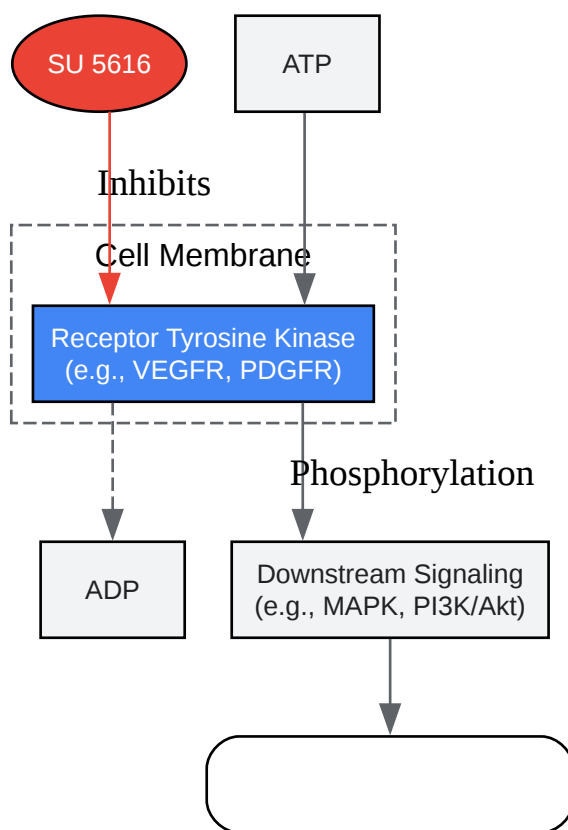 SU 5616
ATP
Inhibits
Cell Membrane
Receptor Tyrosine Kinase
(e.g., VEGFR, PDGFR)
Phosphorylation
ADP
Downstream Signaling
(e.g., MAPK, PI3K/Akt)